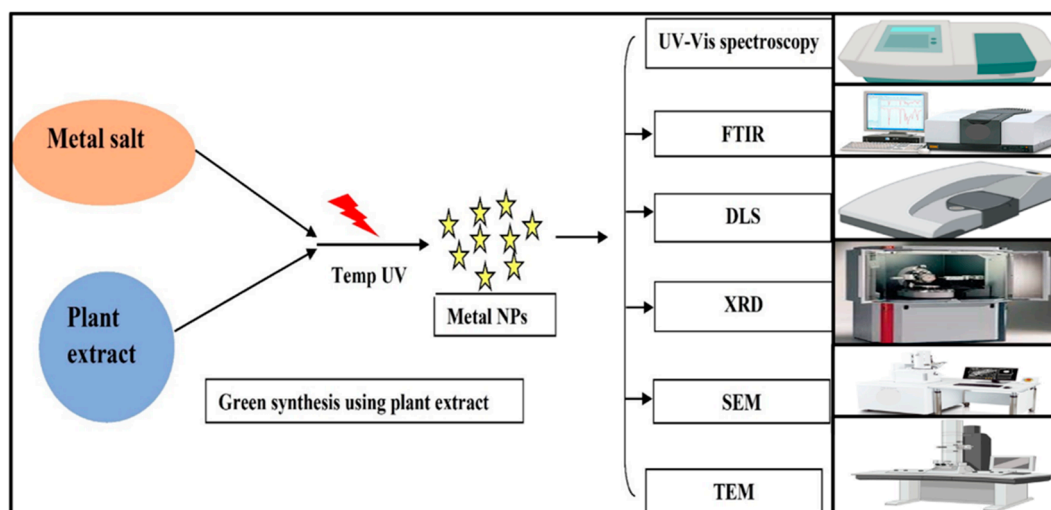 Metal salt
Plant
extract
Temp UV
Metal NPs
Green synthesis using plant extract
UV-Vis spectroscopy
FTIR
DLS
XRD
SEM
TEM